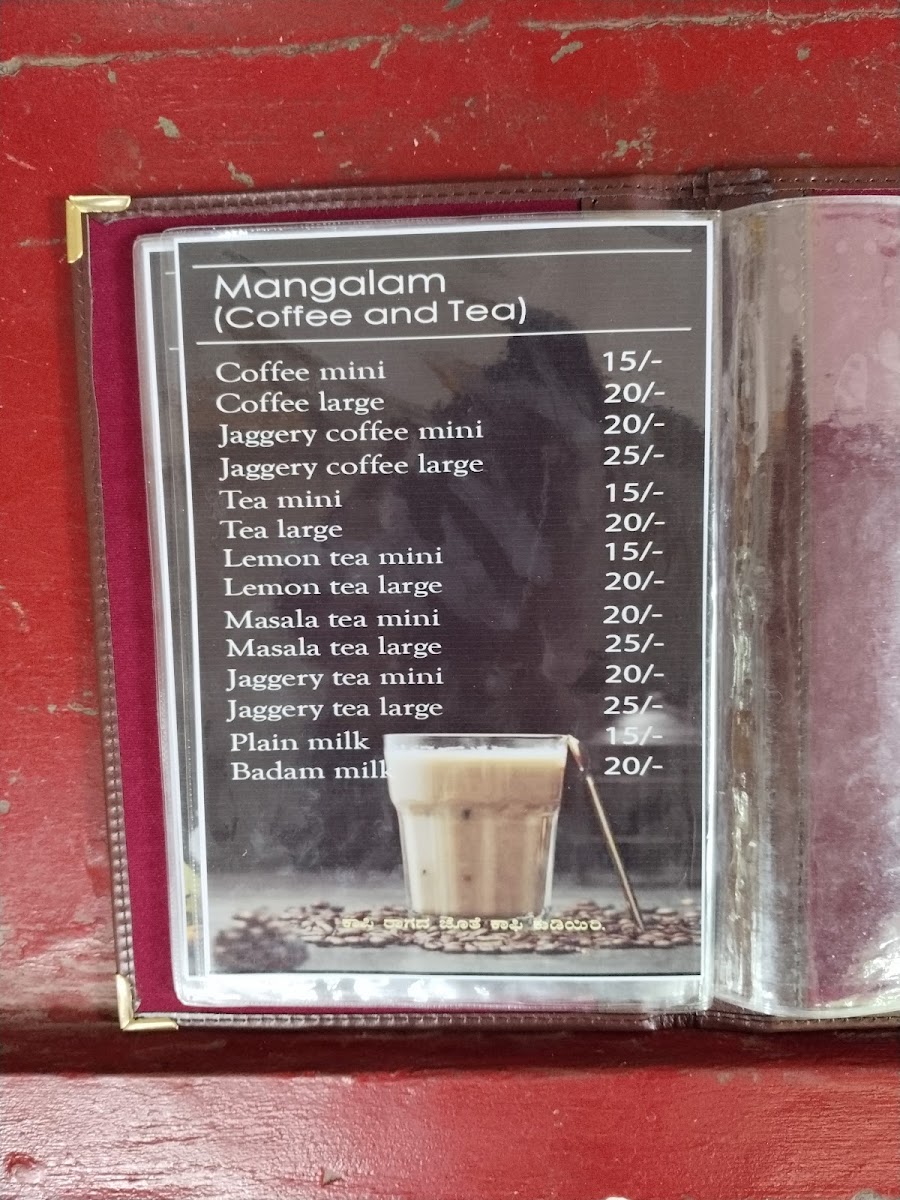 Mangalam
(Coffee and Tea)
Coffee mini 15/-
Coffee large 20/-
Jaggery coffee mini 20/-
Jaggery coffee large 25/-
Tea mini 15/-
Tea large 20/-
Lemon tea mini 15/-
Lemon tea large 20/-
Masala tea mini 20/-
Masala tea large 25/-
Jaggery tea mini 20/-
Jaggery tea large 25/-
Plain milk 15/-
Badam milk 20/-
ಕಾಫಿ ರಾಗದ ಜೊತೆ ಕಾಫಿ ಕುಡಿಯಿರಿ.